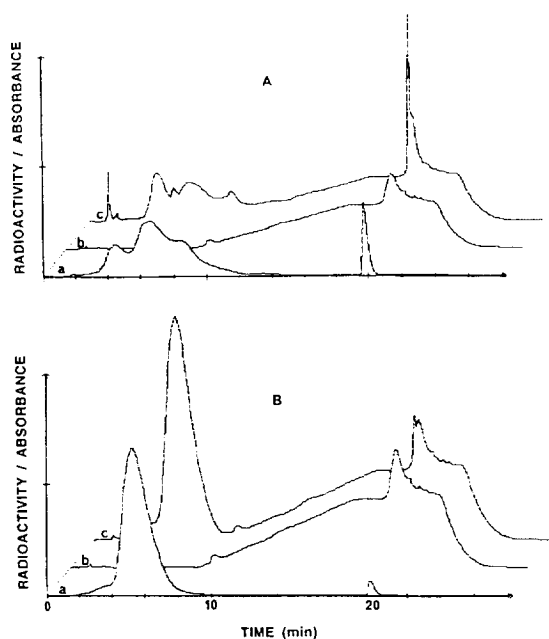 A
RADIOACTIVITY / ABSORBANCE
c
b
a
B
RADIOACTIVITY / ABSORBANCE
c
b
a
0
10
20
TIME (min)